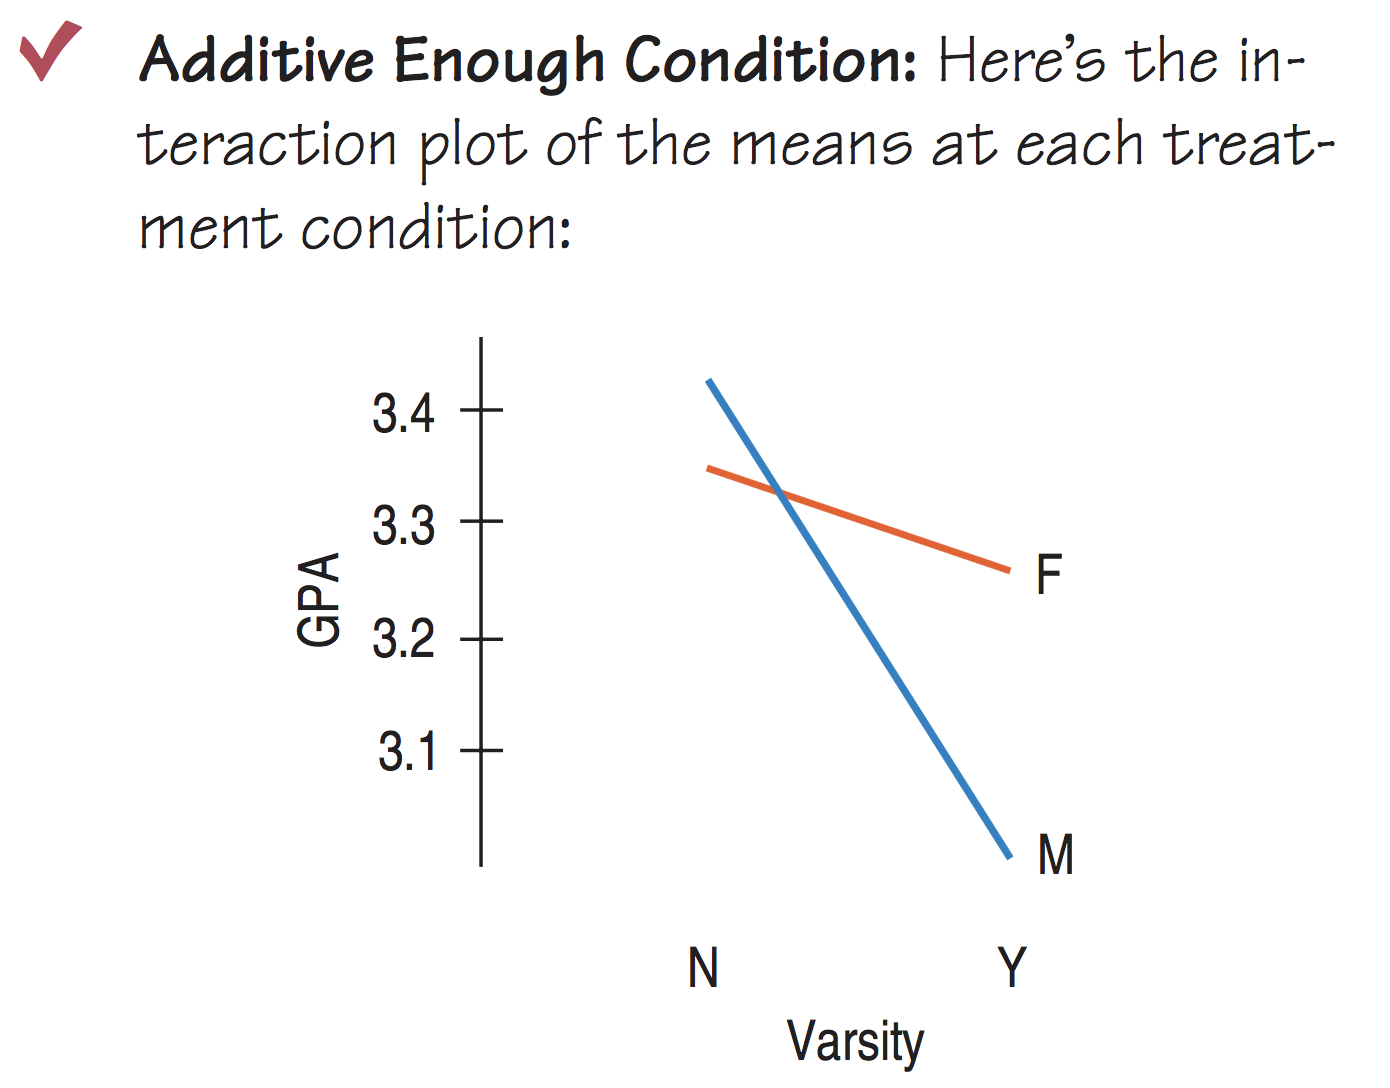 Additive Enough Condition: Here's the in-
teraction plot of the means at each treat-
ment condition:
3.4
3.3
3.2
3.1
GPA
F
M
N Y
Varsity